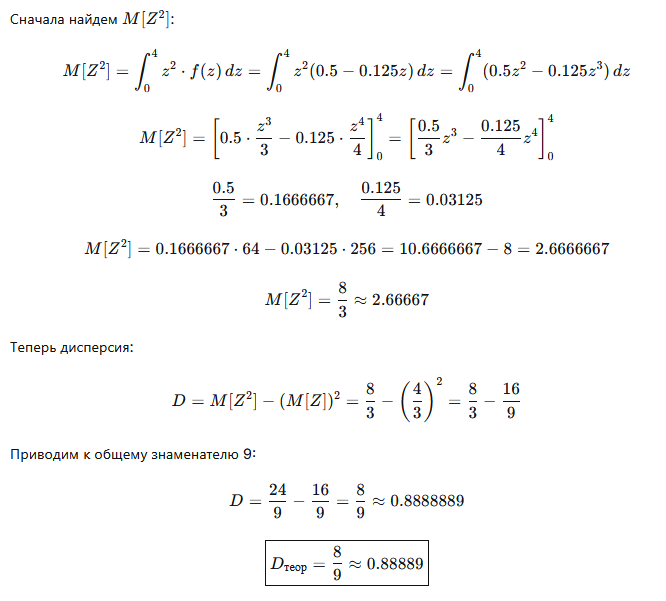 Сначала найдем $M[Z^2]$:
$$M[Z^2] = \int_0^4 z^2 \cdot f(z)\, dz = \int_0^4 z^2(0.5 - 0.125z)\, dz = \int_0^4 (0.5z^2 - 0.125z^3)\, dz$$
$$M[Z^2] = \left[0.5 \cdot \frac{z^3}{3} - 0.125 \cdot \frac{z^4}{4}\right]_0^4 = \left[\frac{0.5}{3}z^3 - \frac{0.125}{4}z^4\right]_0^4$$
$$\frac{0.5}{3} = 0.1666667, \quad \frac{0.125}{4} = 0.03125$$
$$M[Z^2] = 0.1666667 \cdot 64 - 0.03125 \cdot 256 = 10.6666667 - 8 = 2.6666667$$
$$M[Z^2] = \frac{8}{3} \approx 2.66667$$
Теперь дисперсия:
$$D = M[Z^2] - (M[Z])^2 = \frac{8}{3} - \left(\frac{4}{3}\right)^2 = \frac{8}{3} - \frac{16}{9}$$
Приводим к общему знаменателю 9:
$$D = \frac{24}{9} - \frac{16}{9} = \frac{8}{9} \approx 0.8888889$$
$$\boxed{D_{\text{теор}} = \frac{8}{9} \approx 0.88889}$$